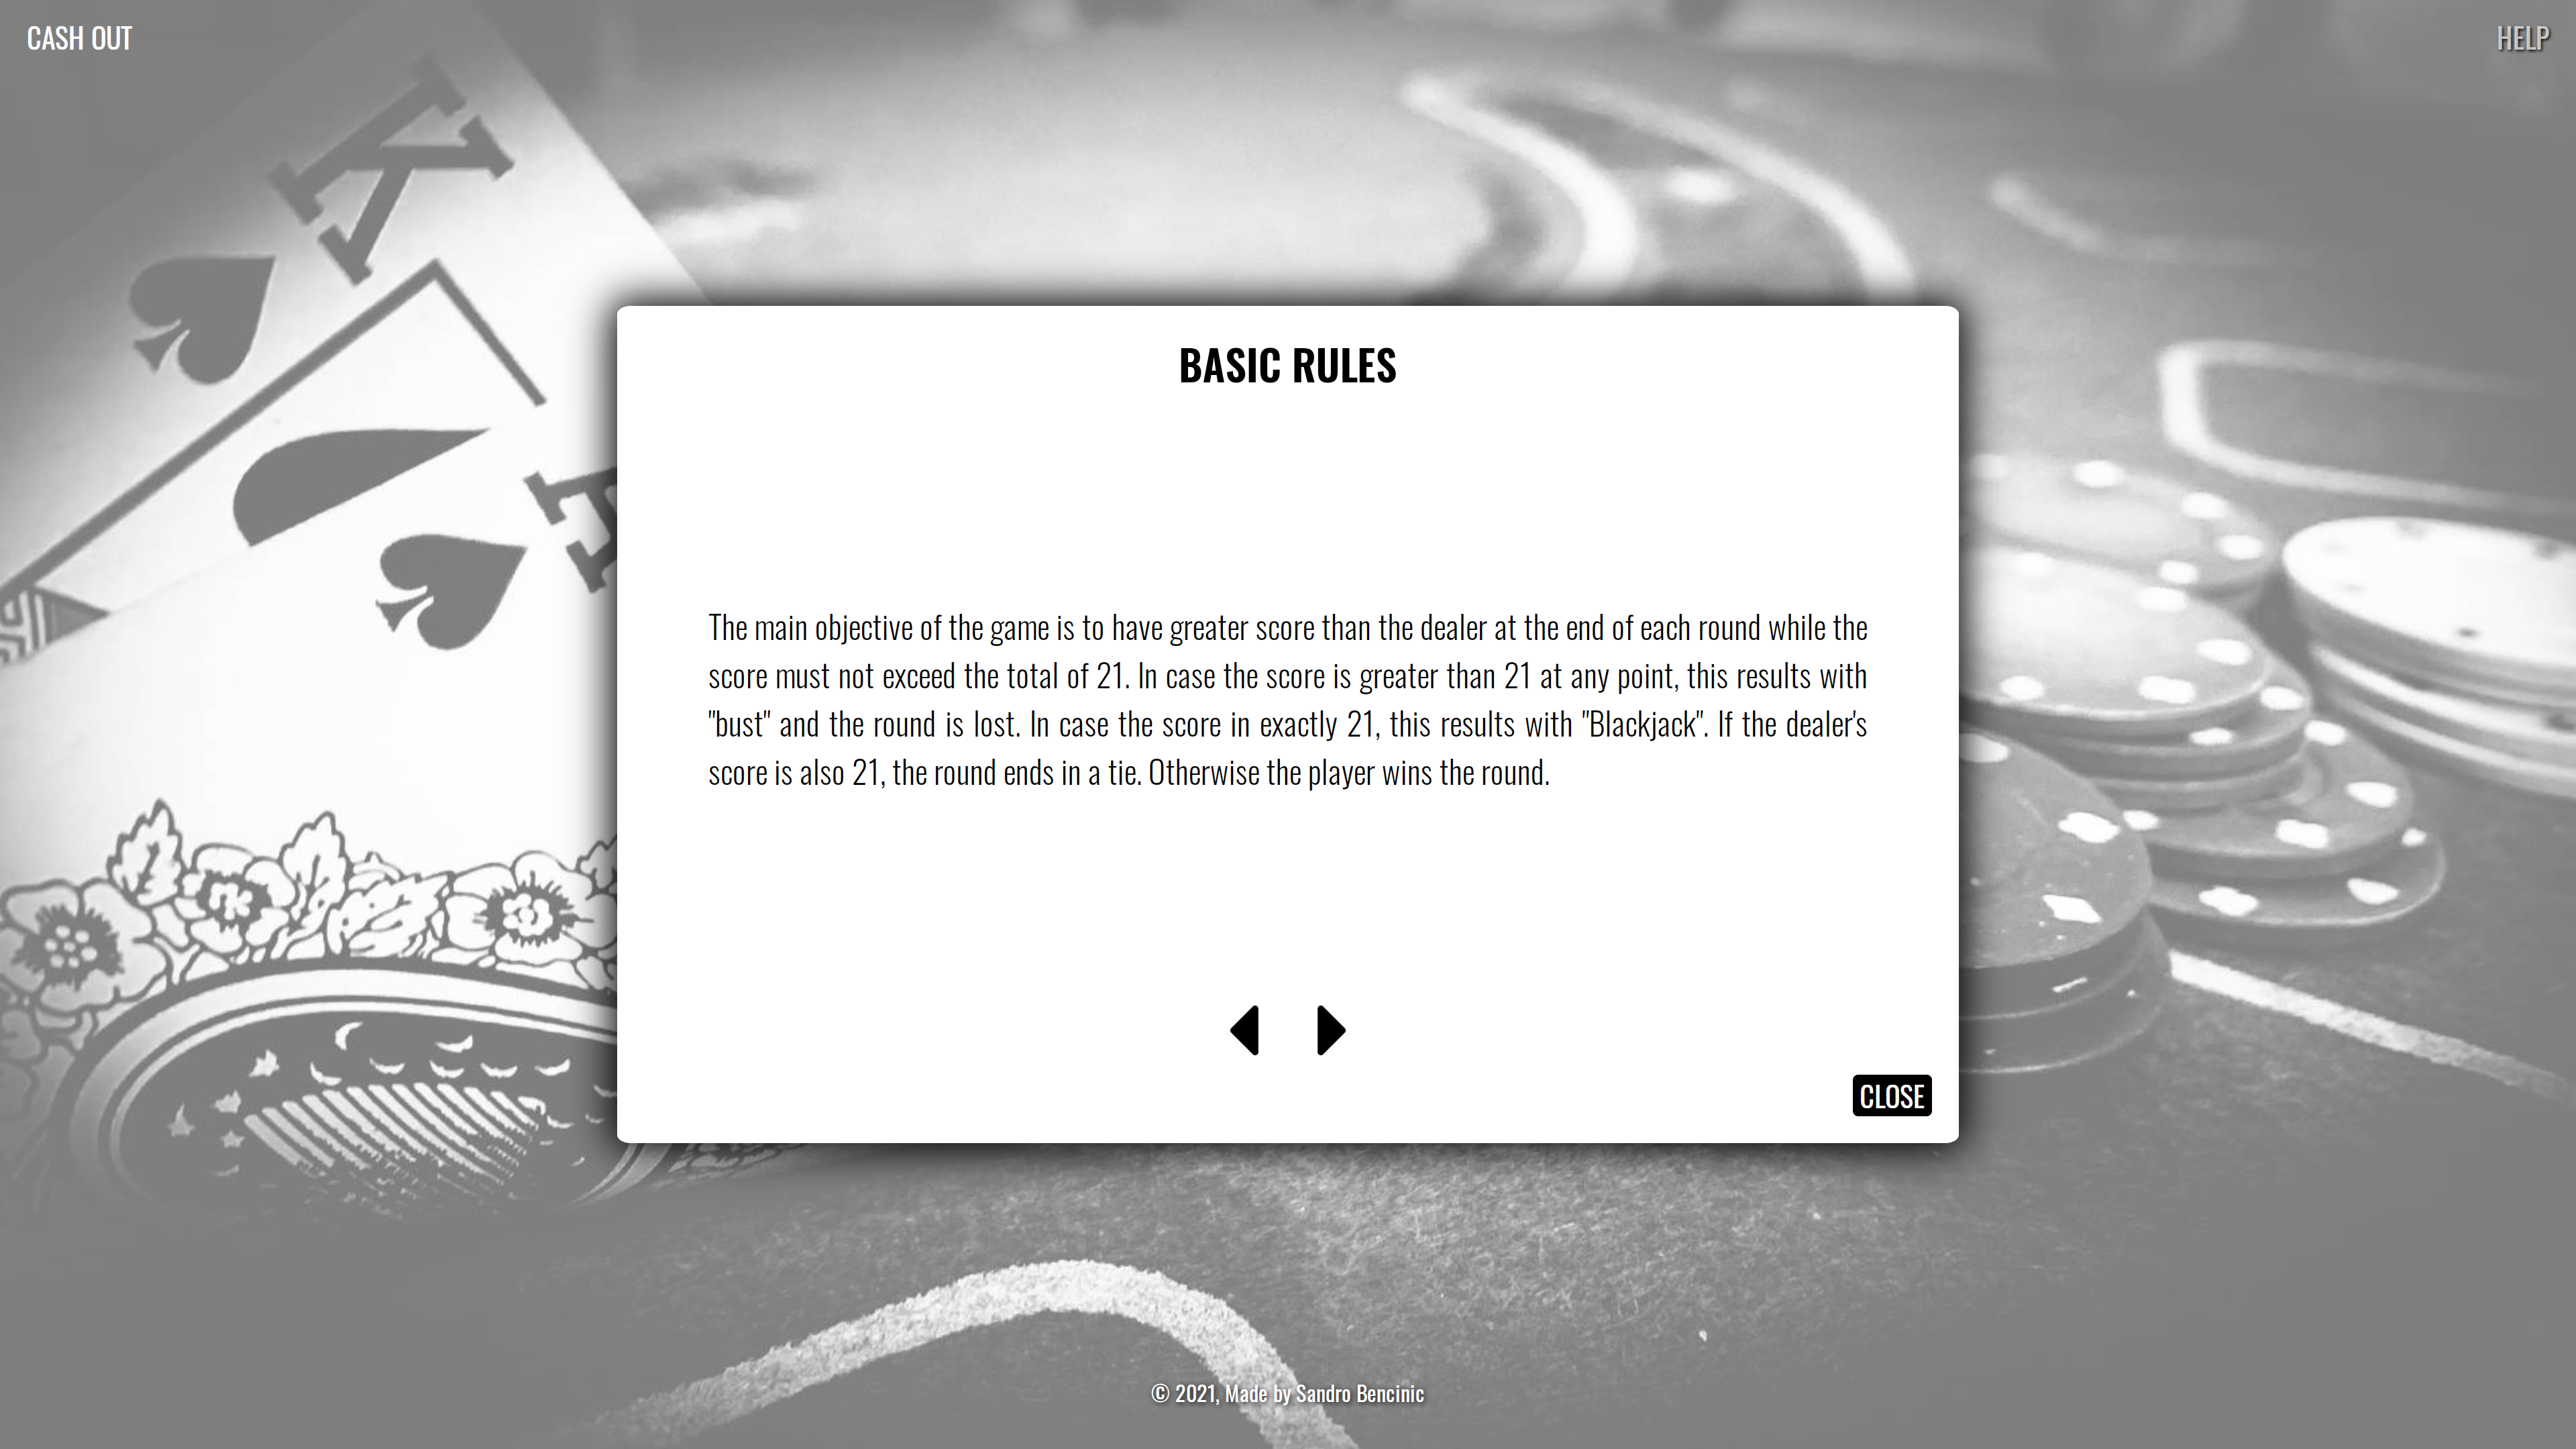 CASH OUT
HELP
K
BASIC RULES
The main objective of the game is to have greater score than the dealer at the end of each round while the
score must not exceed the total of 21. In case the score is greater than 21 at any point, this results with
"bust" and the round is lost. In case the score in exactly 21, this results with "Blackjack". If the dealer's
score is also 21, the round ends in a tie. Otherwise the player wins the round.
CLOSE
© 2021, Made by Sandro Bencinic